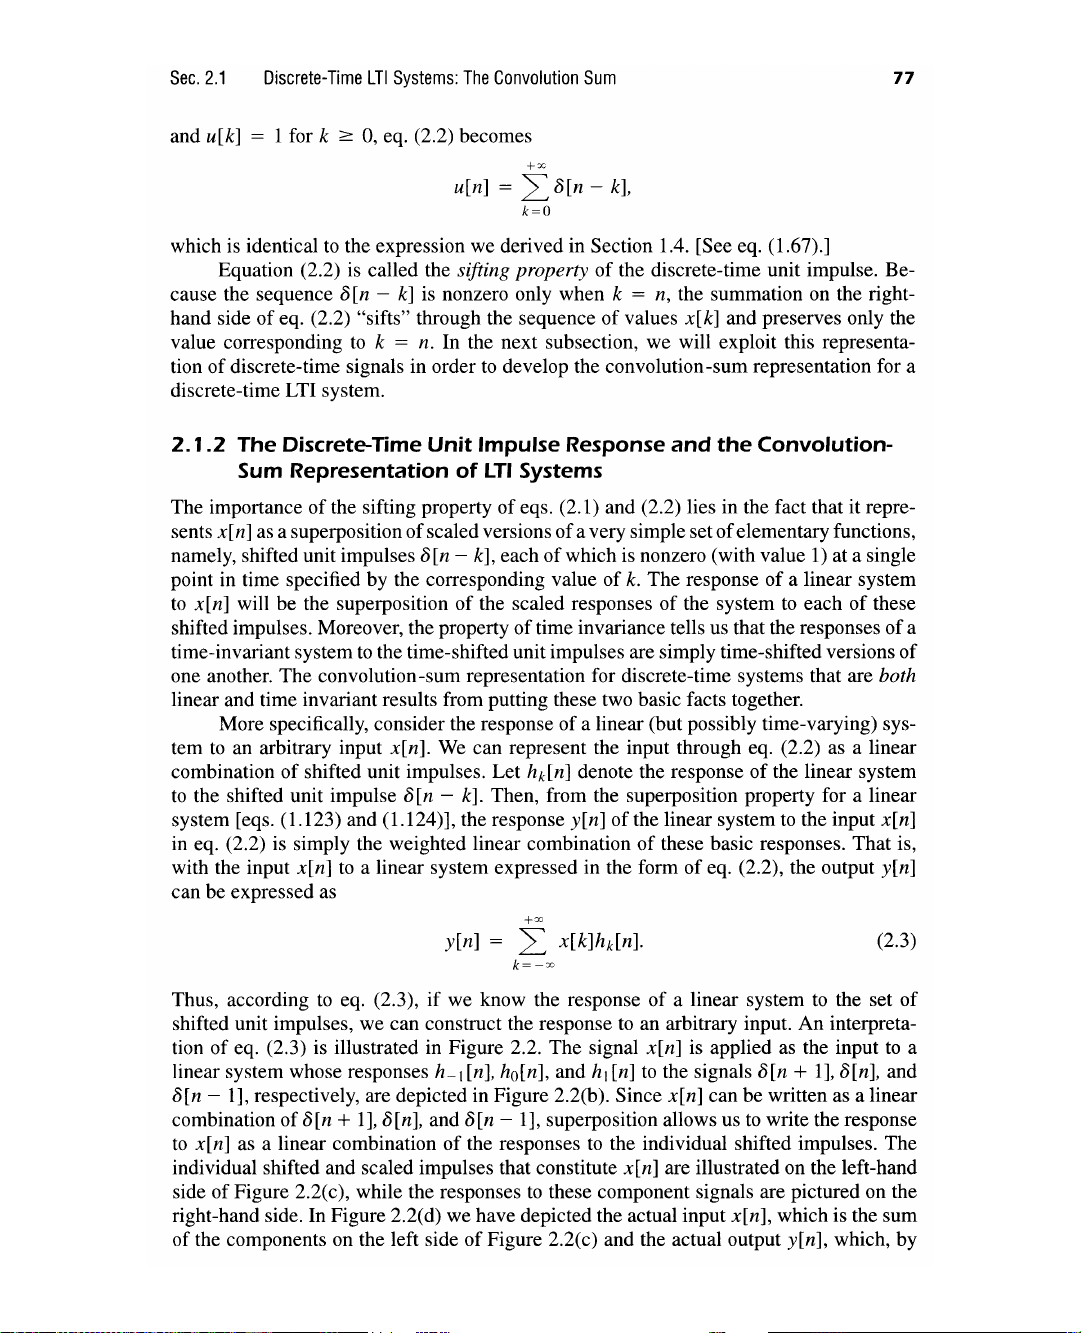 Sec. 2.1 Discrete-Time LTI Systems: The Convolution Sum 77
and u[k] = 1 for k ≥ 0, eq. (2.2) becomes
+∞
u[n] = ∑ δ[n − k],
k=0
which is identical to the expression we derived in Section 1.4. [See eq. (1.67).]
Equation (2.2) is called the sifting property of the discrete-time unit impulse. Be-
cause the sequence δ[n − k] is nonzero only when k = n, the summation on the right-
hand side of eq. (2.2) “sifts” through the sequence of values x[k] and preserves only the
value corresponding to k = n. In the next subsection, we will exploit this representa-
tion of discrete-time signals in order to develop the convolution-sum representation for a
discrete-time LTI system.
2.1.2 The Discrete-Time Unit Impulse Response and the Convolution-
Sum Representation of LTI Systems
The importance of the sifting property of eqs. (2.1) and (2.2) lies in the fact that it repre-
sents x[n] as a superposition of scaled versions of a very simple set of elementary functions,
namely, shifted unit impulses δ[n − k], each of which is nonzero (with value 1) at a single
point in time specified by the corresponding value of k. The response of a linear system
to x[n] will be the superposition of the scaled responses of the system to each of these
shifted impulses. Moreover, the property of time invariance tells us that the responses of a
time-invariant system to the time-shifted unit impulses are simply time-shifted versions of
one another. The convolution-sum representation for discrete-time systems that are both
linear and time invariant results from putting these two basic facts together.
More specifically, consider the response of a linear (but possibly time-varying) sys-
tem to an arbitrary input x[n]. We can represent the input through eq. (2.2) as a linear
combination of shifted unit impulses. Let hₖ[n] denote the response of the linear system
to the shifted unit impulse δ[n − k]. Then, from the superposition property for a linear
system [eqs. (1.123) and (1.124)], the response y[n] of the linear system to the input x[n]
in eq. (2.2) is simply the weighted linear combination of these basic responses. That is,
with the input x[n] to a linear system expressed in the form of eq. (2.2), the output y[n]
can be expressed as
+∞
y[n] = ∑ x[k]hₖ[n]. (2.3)
k=−∞
Thus, according to eq. (2.3), if we know the response of a linear system to the set of
shifted unit impulses, we can construct the response to an arbitrary input. An interpreta-
tion of eq. (2.3) is illustrated in Figure 2.2. The signal x[n] is applied as the input to a
linear system whose responses h₋₁[n], h₀[n], and h₁[n] to the signals δ[n + 1], δ[n], and
δ[n − 1], respectively, are depicted in Figure 2.2(b). Since x[n] can be written as a linear
combination of δ[n + 1], δ[n], and δ[n − 1], superposition allows us to write the response
to x[n] as a linear combination of the responses to the individual shifted impulses. The
individual shifted and scaled impulses that constitute x[n] are illustrated on the left-hand
side of Figure 2.2(c), while the responses to these component signals are pictured on the
right-hand side. In Figure 2.2(d) we have depicted the actual input x[n], which is the sum
of the components on the left side of Figure 2.2(c) and the actual output y[n], which, by